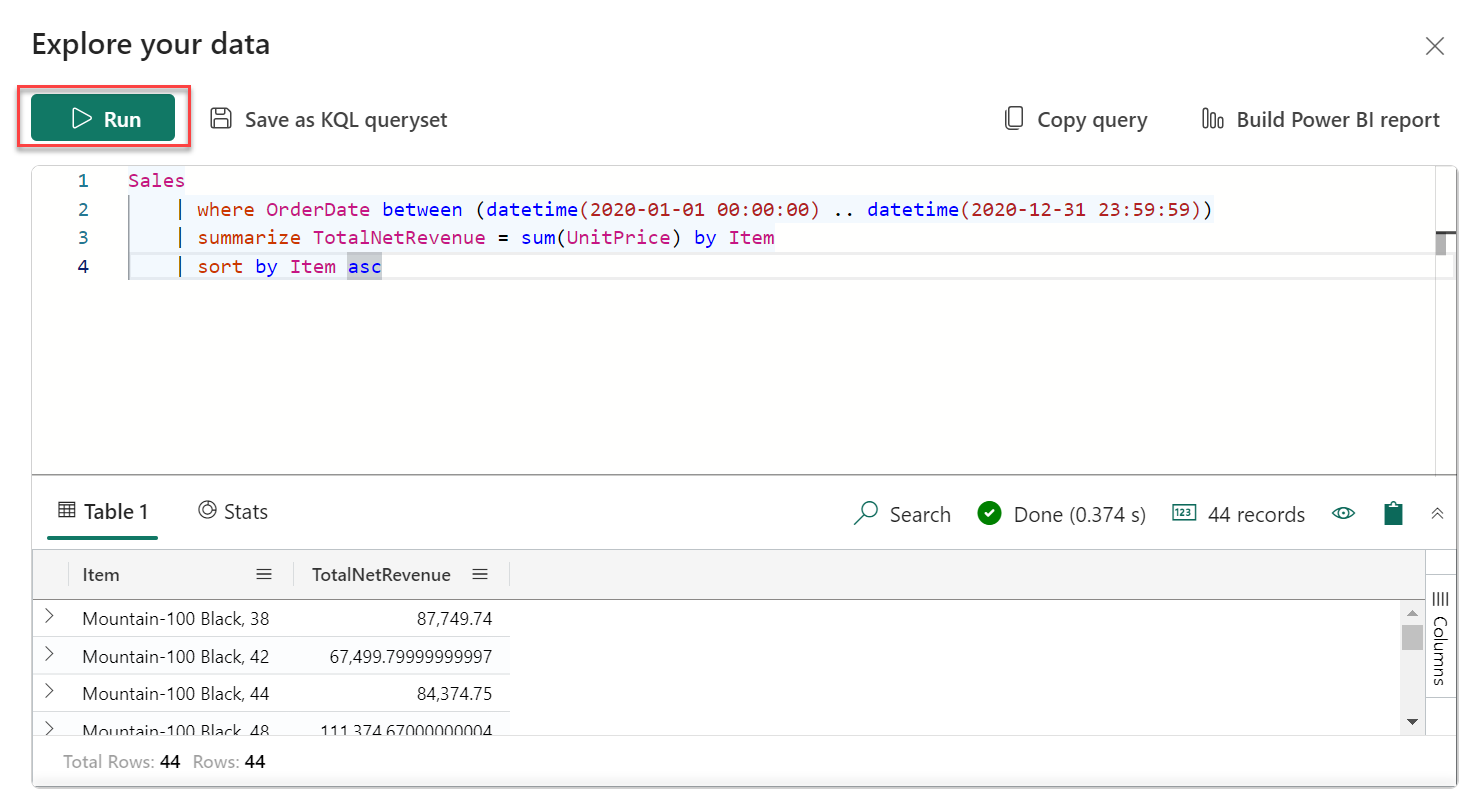 Explore your data
Run Save as KQL queryset Copy query Build Power BI report
1 Sales
2 | where OrderDate between (datetime(2020-01-01 00:00:00) .. datetime(2020-12-31 23:59:59))
3 | summarize TotalNetRevenue = sum(UnitPrice) by Item
4 | sort by Item asc
Table 1 Stats Search Done (0.374 s) 123 44 records
Item TotalNetRevenue
Mountain-100 Black, 38 87,749.74
Mountain-100 Black, 42 67,499.79999999997
Mountain-100 Black, 44 84,374.75
Mountain-100 Black, 48 111,374.67000000004
Columns
Total Rows: 44 Rows: 44